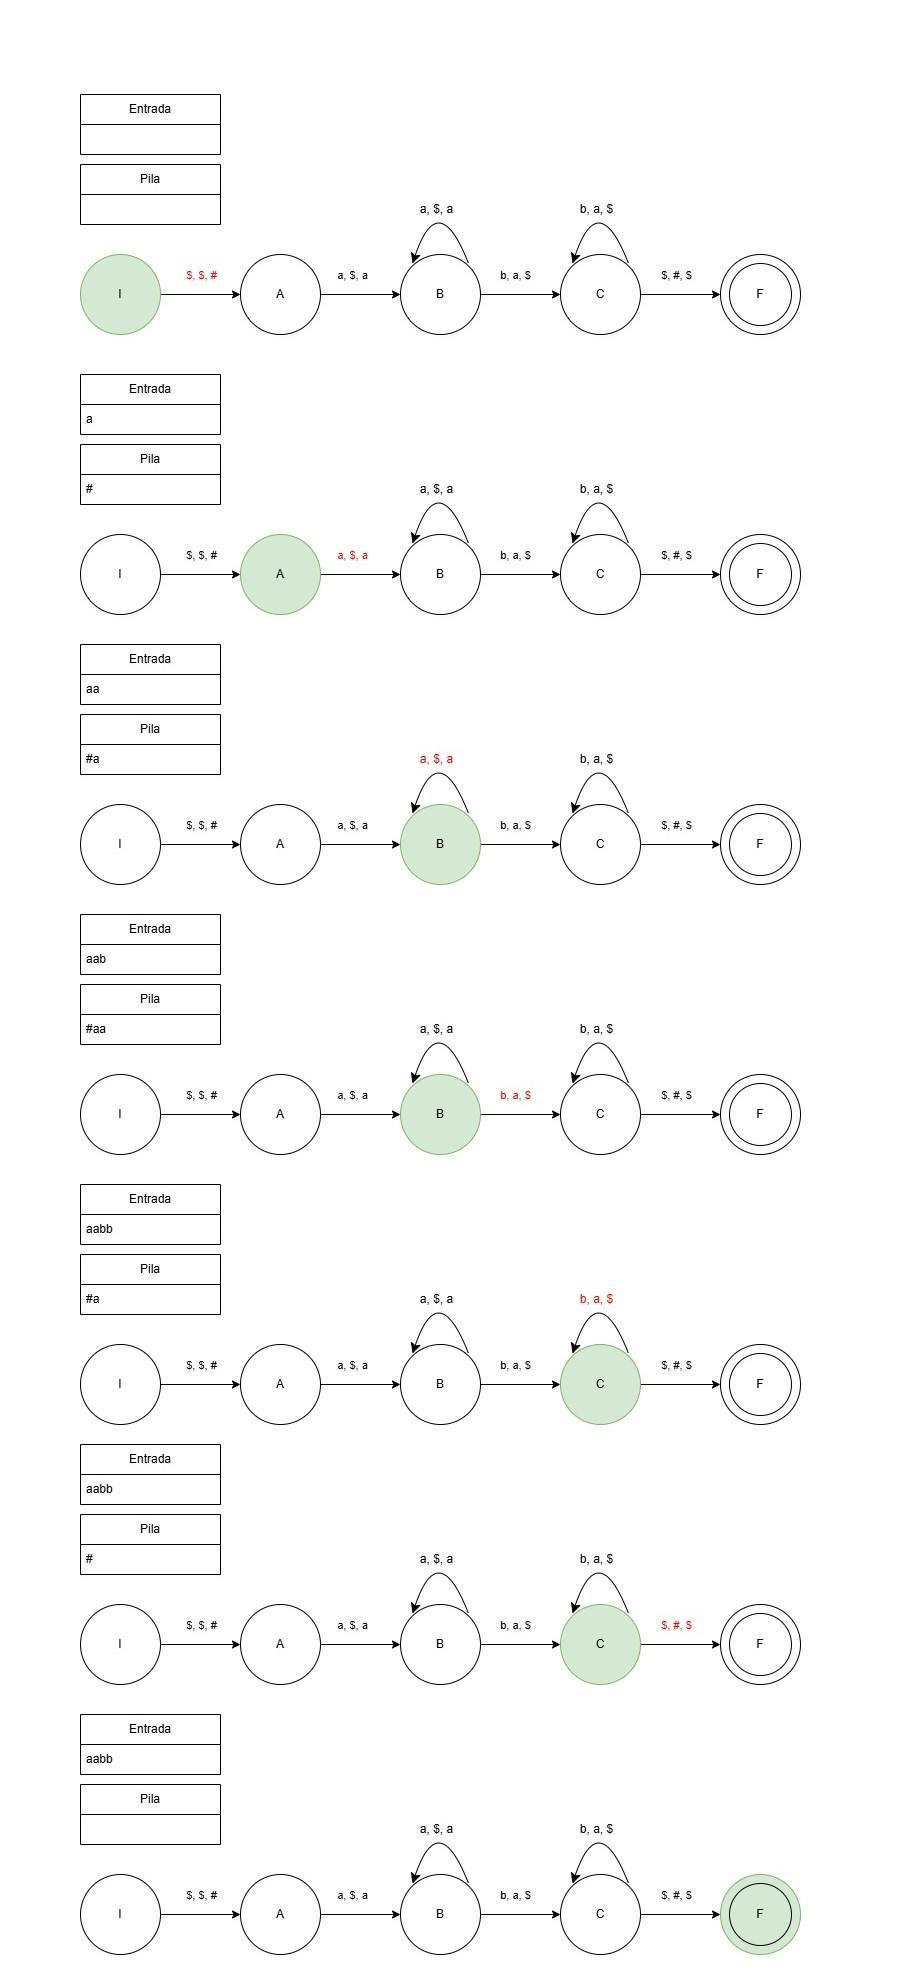 Entrada
Pila
a, $, a b, a, $
$, $, # a, $, a b, a, $ $, #, $
I A B C F
Entrada
a
Pila
#
a, $, a b, a, $
$, $, # a, $, a b, a, $ $, #, $
I A B C F
Entrada
aa
Pila
#a
a, $, a b, a, $
$, $, # a, $, a b, a, $ $, #, $
I A B C F
Entrada
aab
Pila
#aa
a, $, a b, a, $
$, $, # a, $, a b, a, $ $, #, $
I A B C F
Entrada
aabb
Pila
#a
a, $, a b, a, $
$, $, # a, $, a b, a, $ $, #, $
I A B C F
Entrada
aabb
Pila
#
a, $, a b, a, $
$, $, # a, $, a b, a, $ $, #, $
I A B C F
Entrada
aabb
Pila
a, $, a b, a, $
$, $, # a, $, a b, a, $ $, #, $
I A B C F